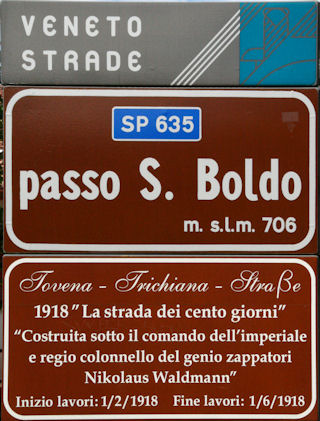 VENETO
STRADE
SP 635
passo S. Boldo
m. s.l.m. 706
Tovena - Trichiana - Straße
1918 "La strada dei cento giorni"
"Costruita sotto il comando dell'imperiale
e regio colonnello del genio zappatori
Nikolaus Waldmann"
Inizio lavori: 1/2/1918 Fine lavori: 1/6/1918